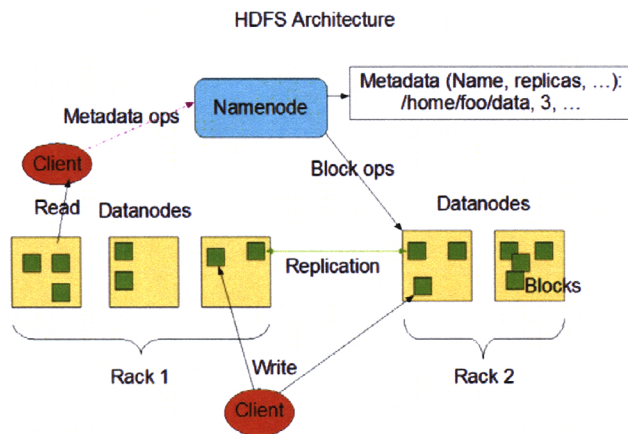 HDFS Architecture
Metadata (Name, replicas, ...):
/home/foo/data, 3, ...
Namenode
Metadata ops
Client
Block ops
Read
Datanodes
Datanodes
Replication
Blocks
Rack 1
Write
Rack 2
Client